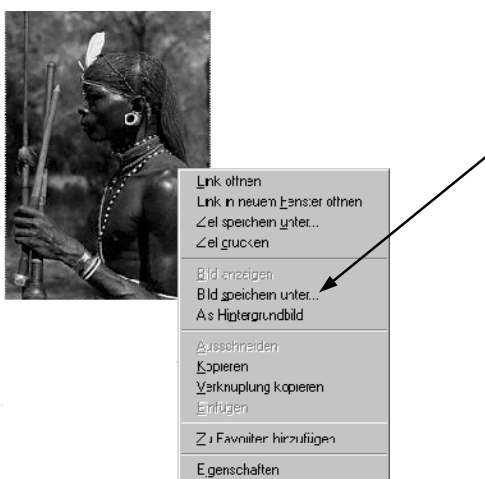 Link öffnen
Link in neuem Fenster öffnen
Ziel speichern unter...
Ziel drucken
Bild anzeigen
Bild speichern unter...
Als Hintergrundbild
Ausschneiden
Kopieren
Verknüpfung kopieren
Einfügen
Zu Favoriten hinzufügen
Eigenschaften